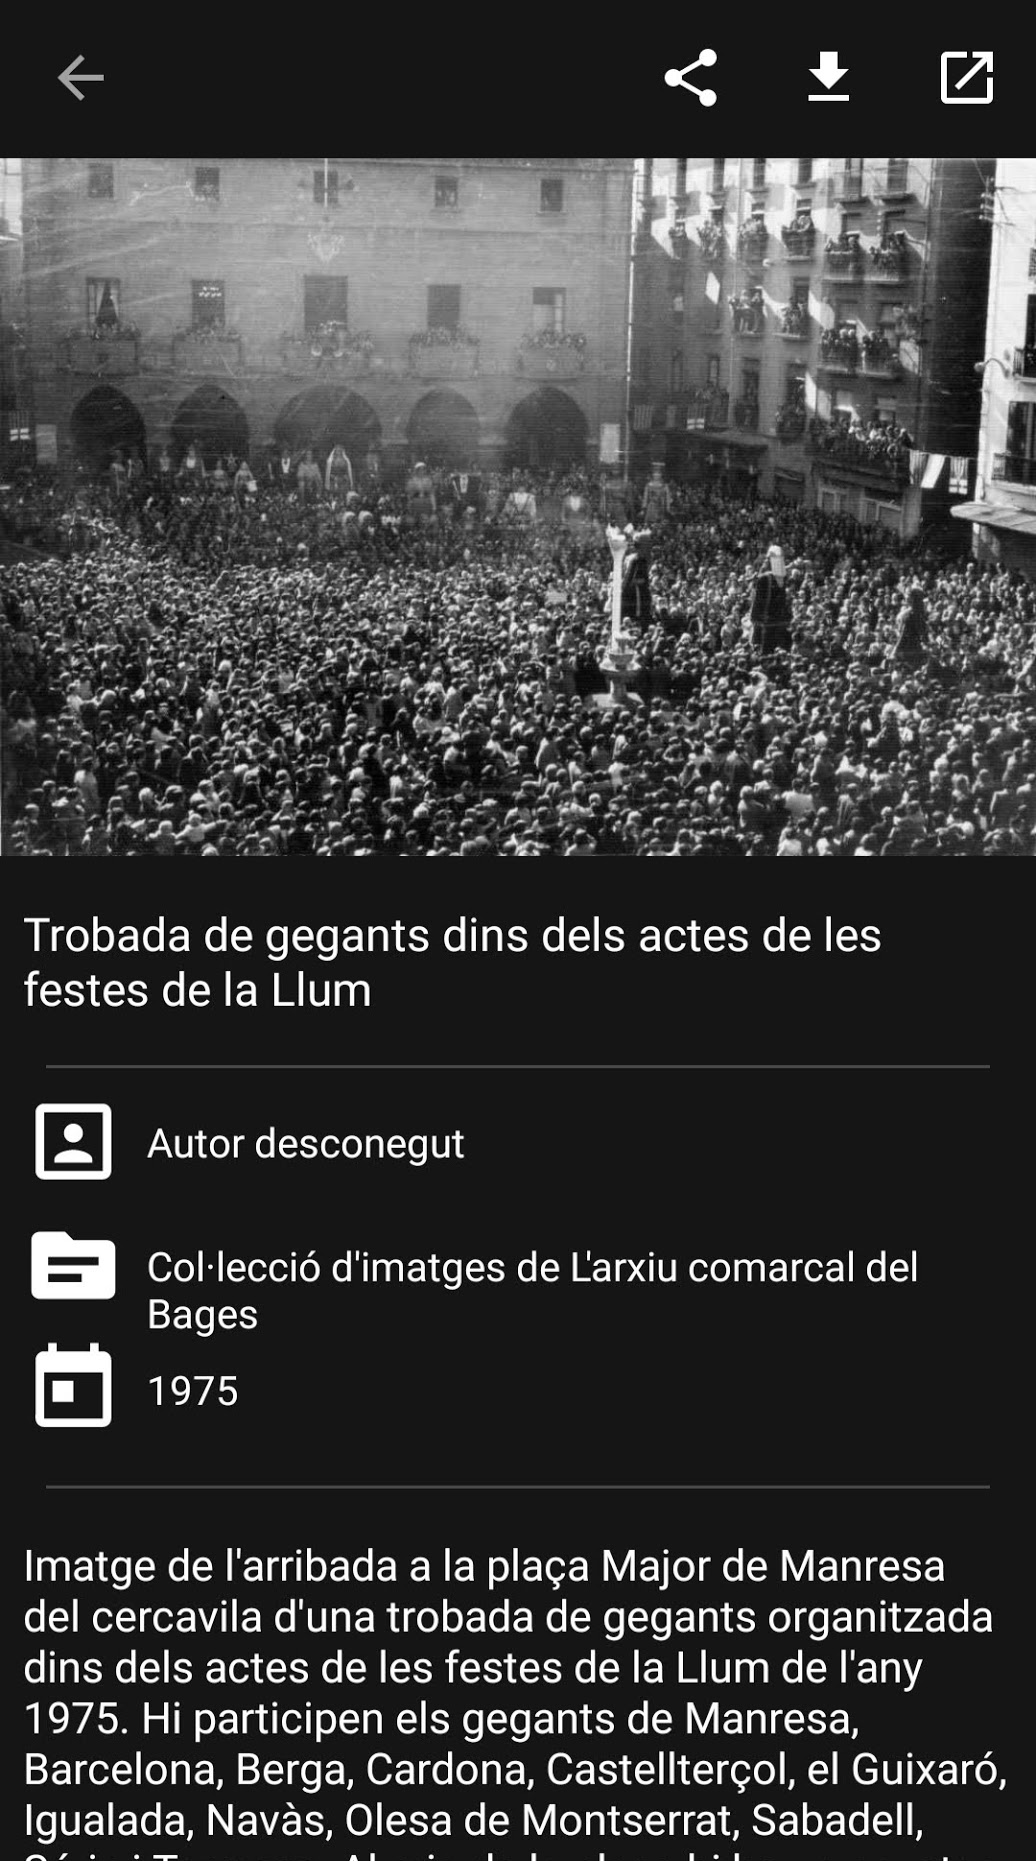 Trobada de gegants dins dels actes de les
festes de la Llum
Autor desconegut
Col·lecció d'imatges de L'arxiu comarcal del
Bages
1975
Imatge de l'arribada a la plaça Major de Manresa
del cercavila d'una trobada de gegants organitzada
dins dels actes de les festes de la Llum de l'any
1975. Hi participen els gegants de Manresa,
Barcelona, Berga, Cardona, Castellterçol, el Guixaró,
Igualada, Navàs, Olesa de Montserrat, Sabadell,